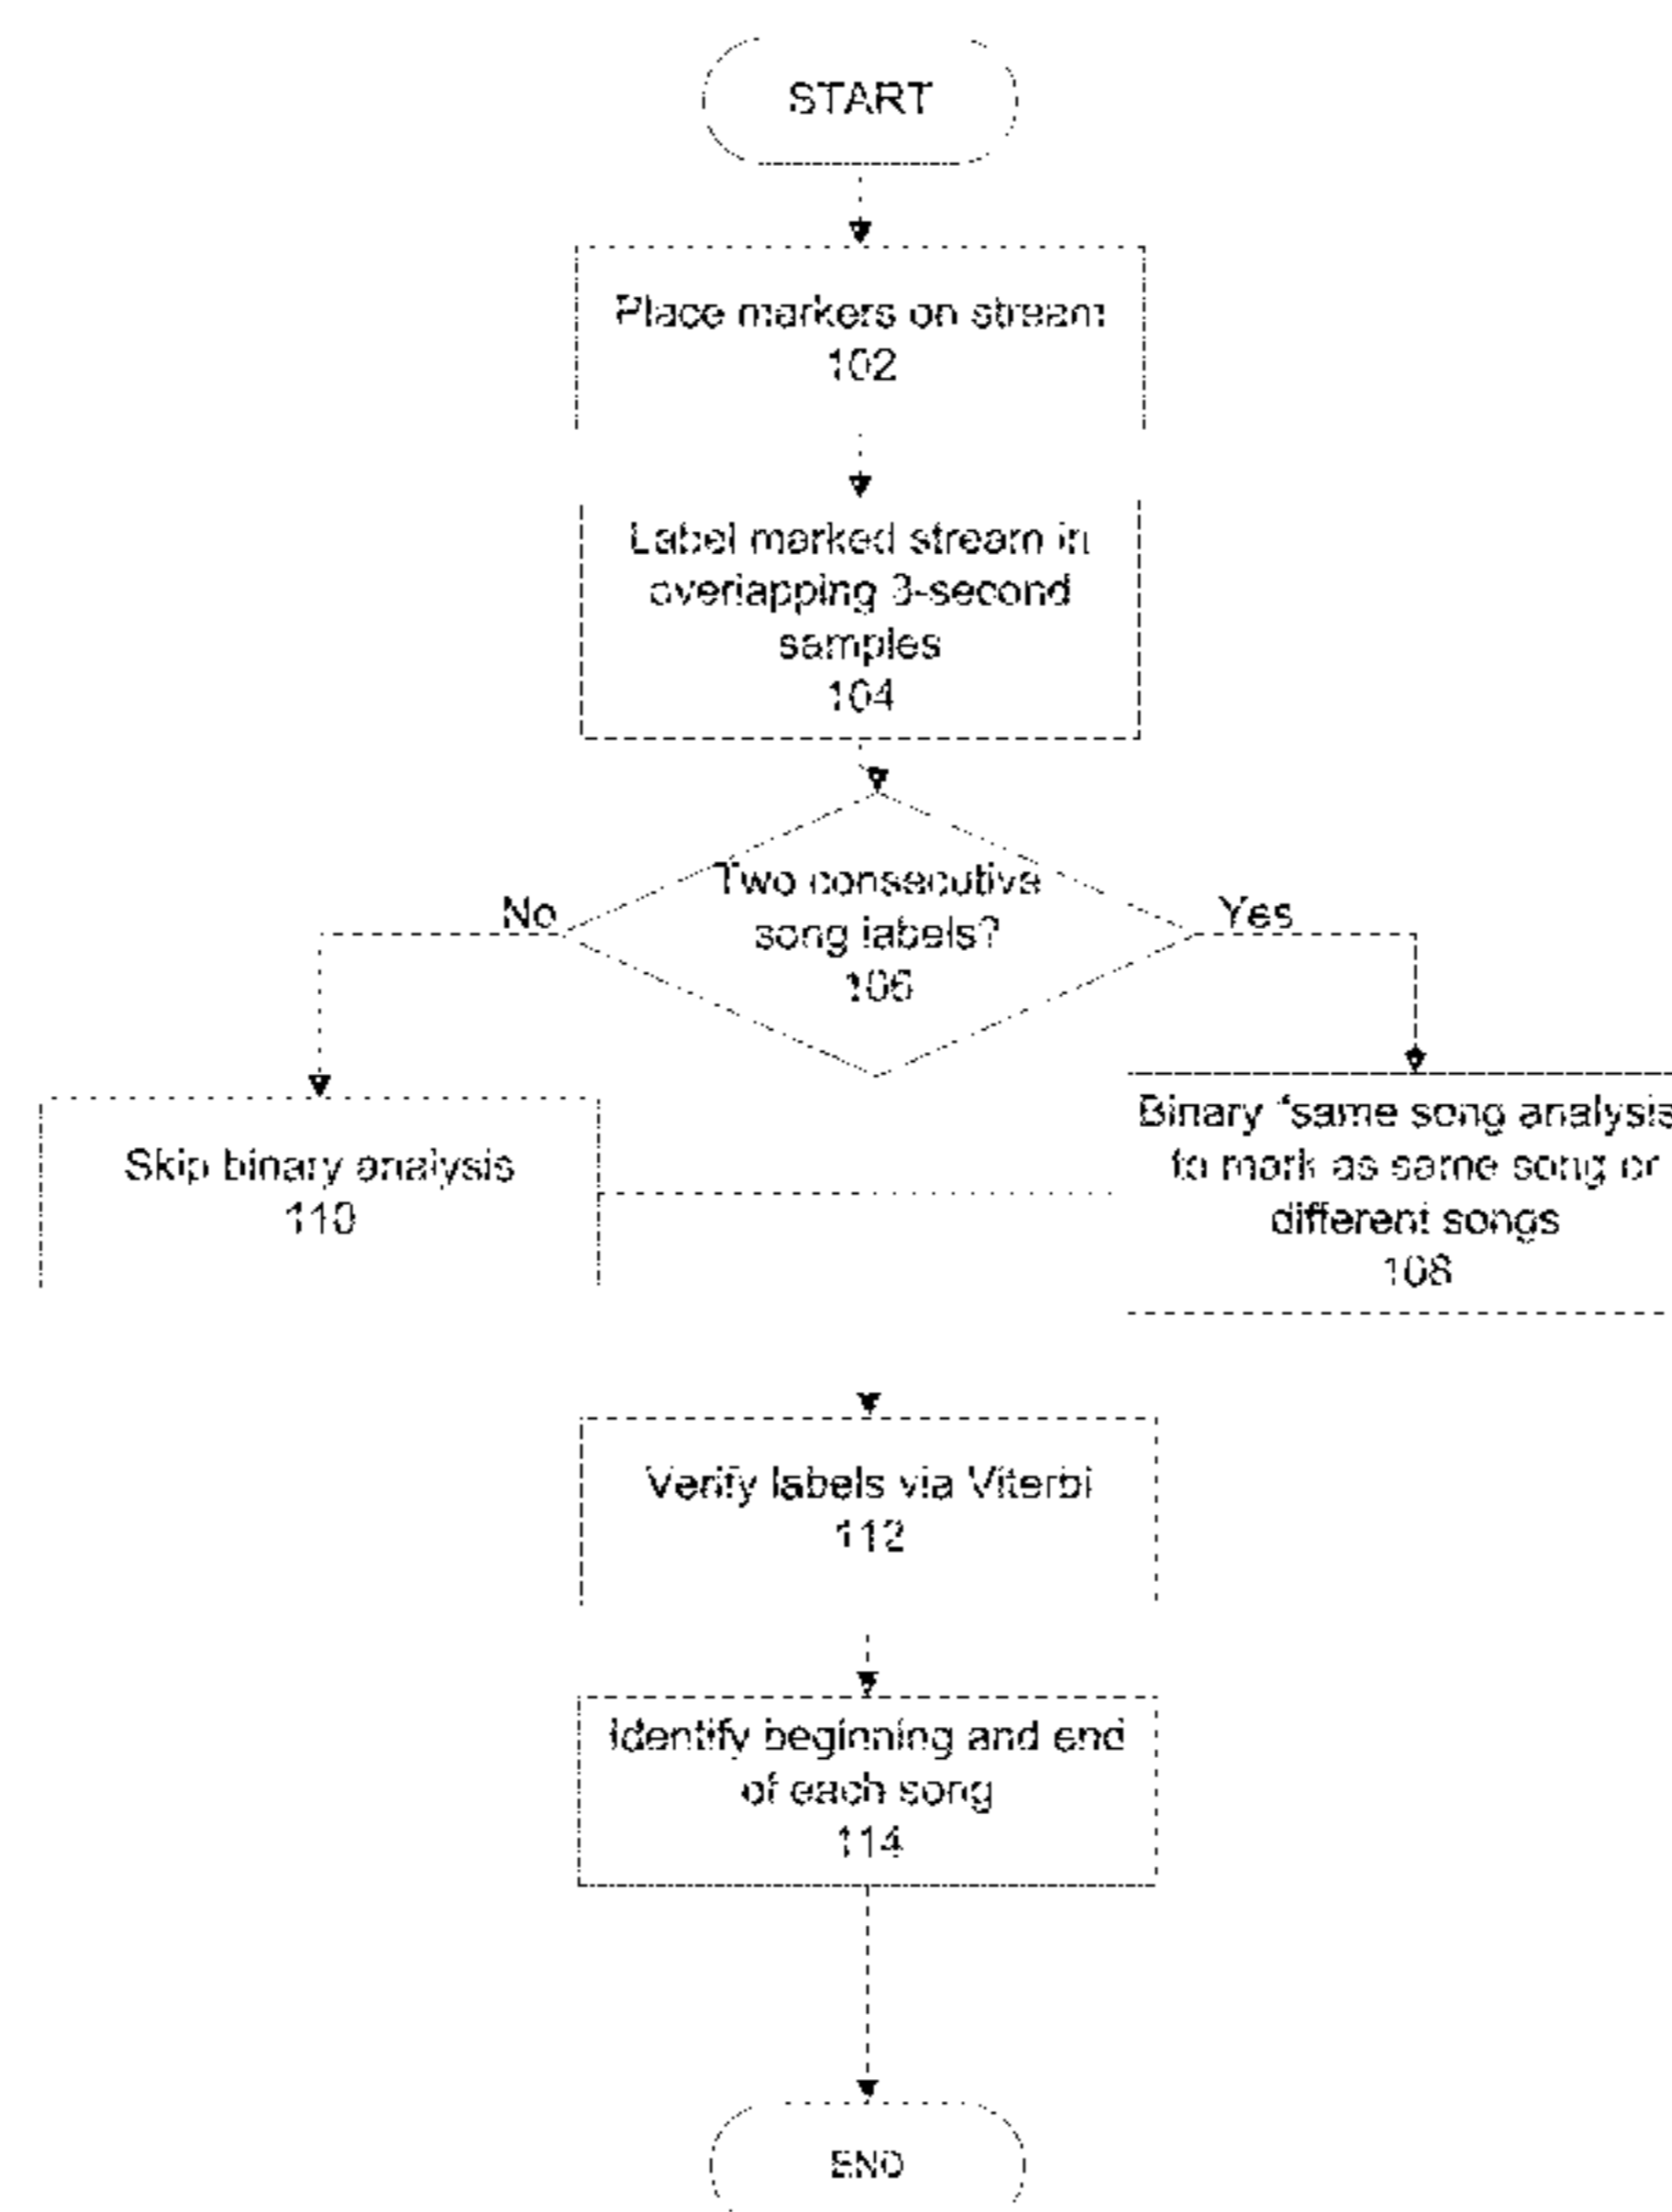 START
Place markers on stream
102
Label marked stream in
overlapping 3-second
samples
104
Two consecutive
song labels?
106
No
Yes
Skip binary analysis
110
Binary "same song analysis
to mark as same song or
different songs
108
Verify labels via Viterbi
112
Identify beginning and end
of each song
114
END